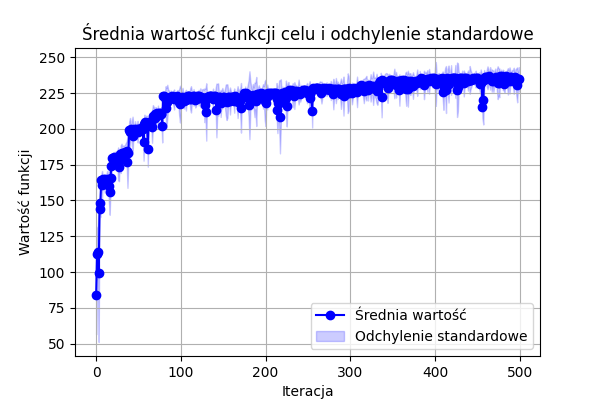 Średnia wartość funkcji celu i odchylenie standardowe
250
225
200
175
150
125
100
75
50
Wartość funkcji
0 100 200 300 400 500
Iteracja
Średnia wartość
Odchylenie standardowe